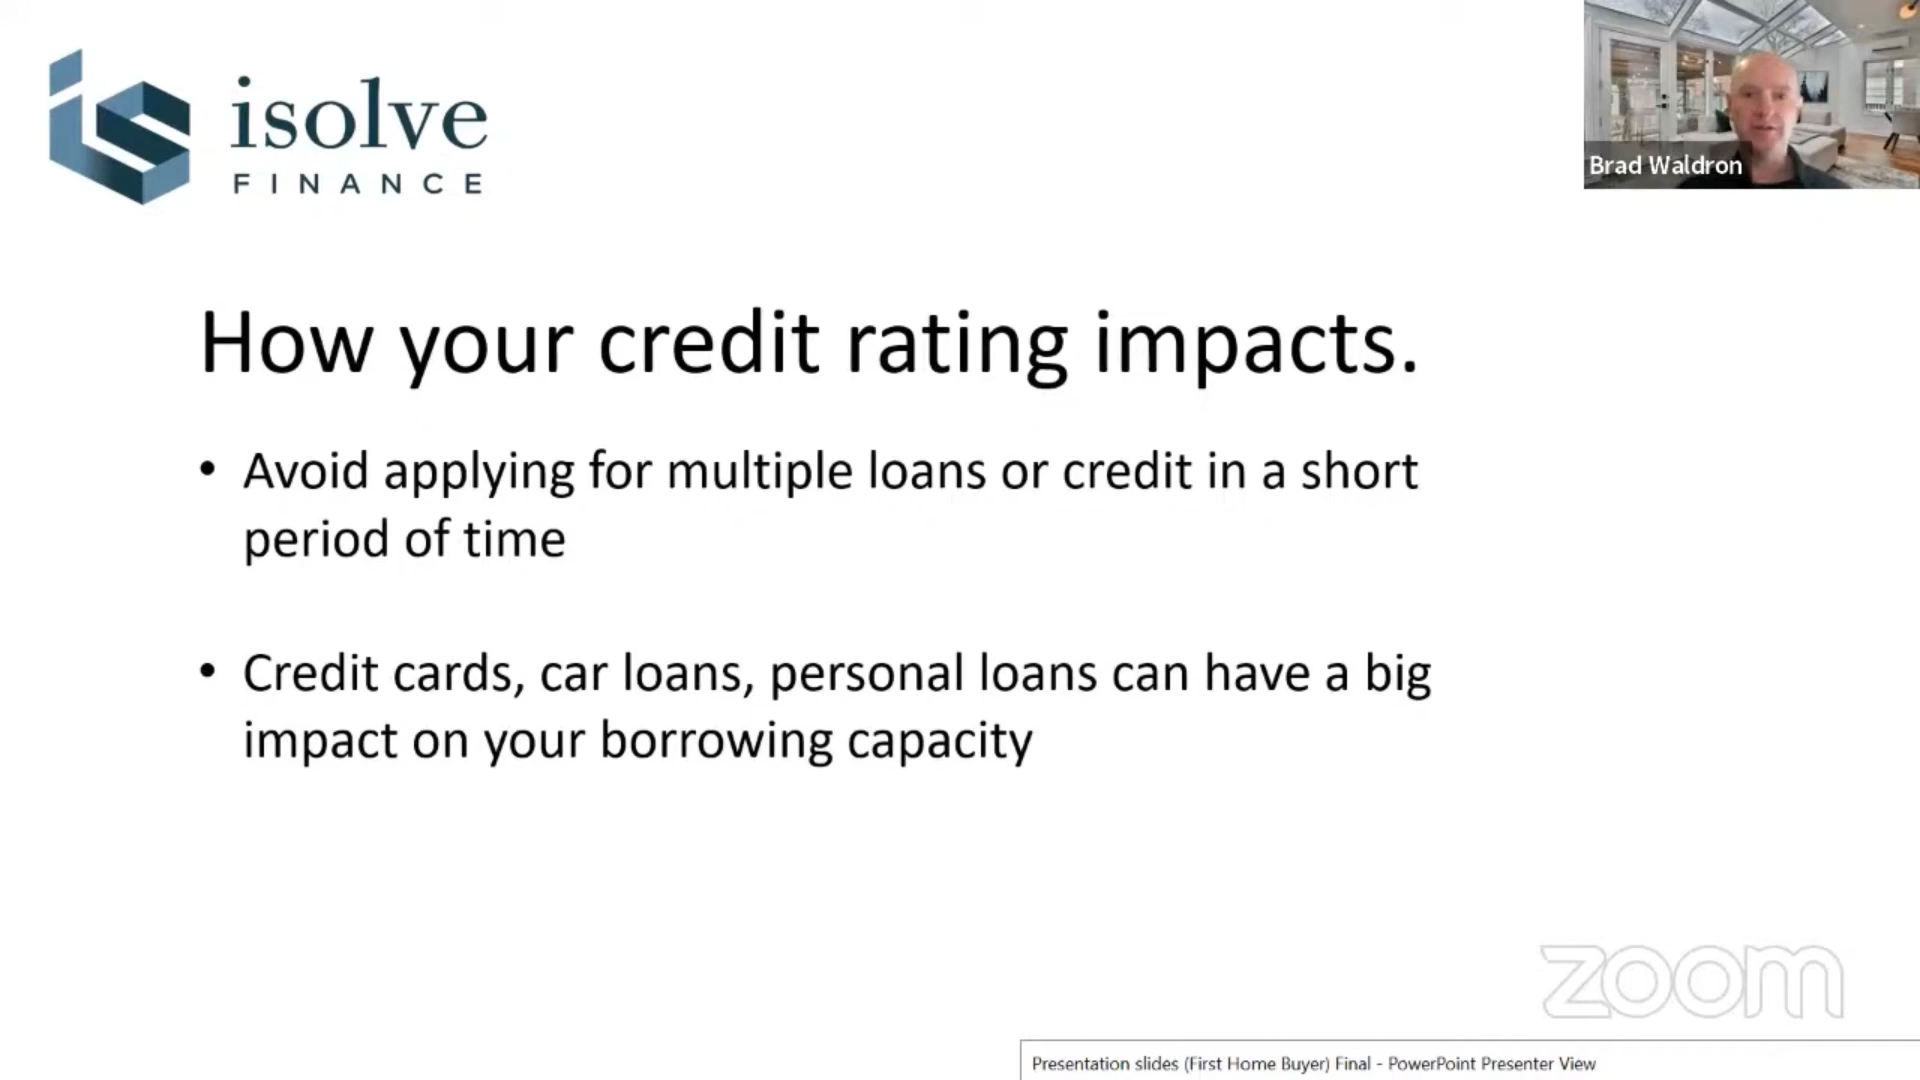 isolve
FINANCE
Brad Waldron
How your credit rating impacts.
• Avoid applying for multiple loans or credit in a short
period of time
• Credit cards, car loans, personal loans can have a big
impact on your borrowing capacity
zoom
Presentation slides (First Home Buyer) Final - PowerPoint Presenter View